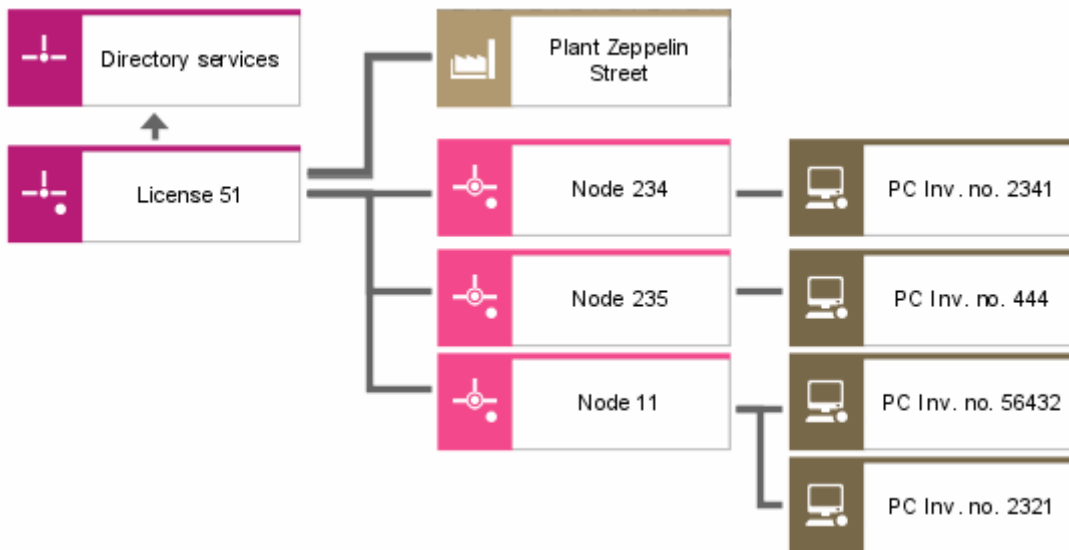 Directory services
Plant Zeppelin
Street
License 51
Node 234
PC Inv. no. 2341
Node 235
PC Inv. no. 444
Node 11
PC Inv. no. 56432
PC Inv. no. 2321